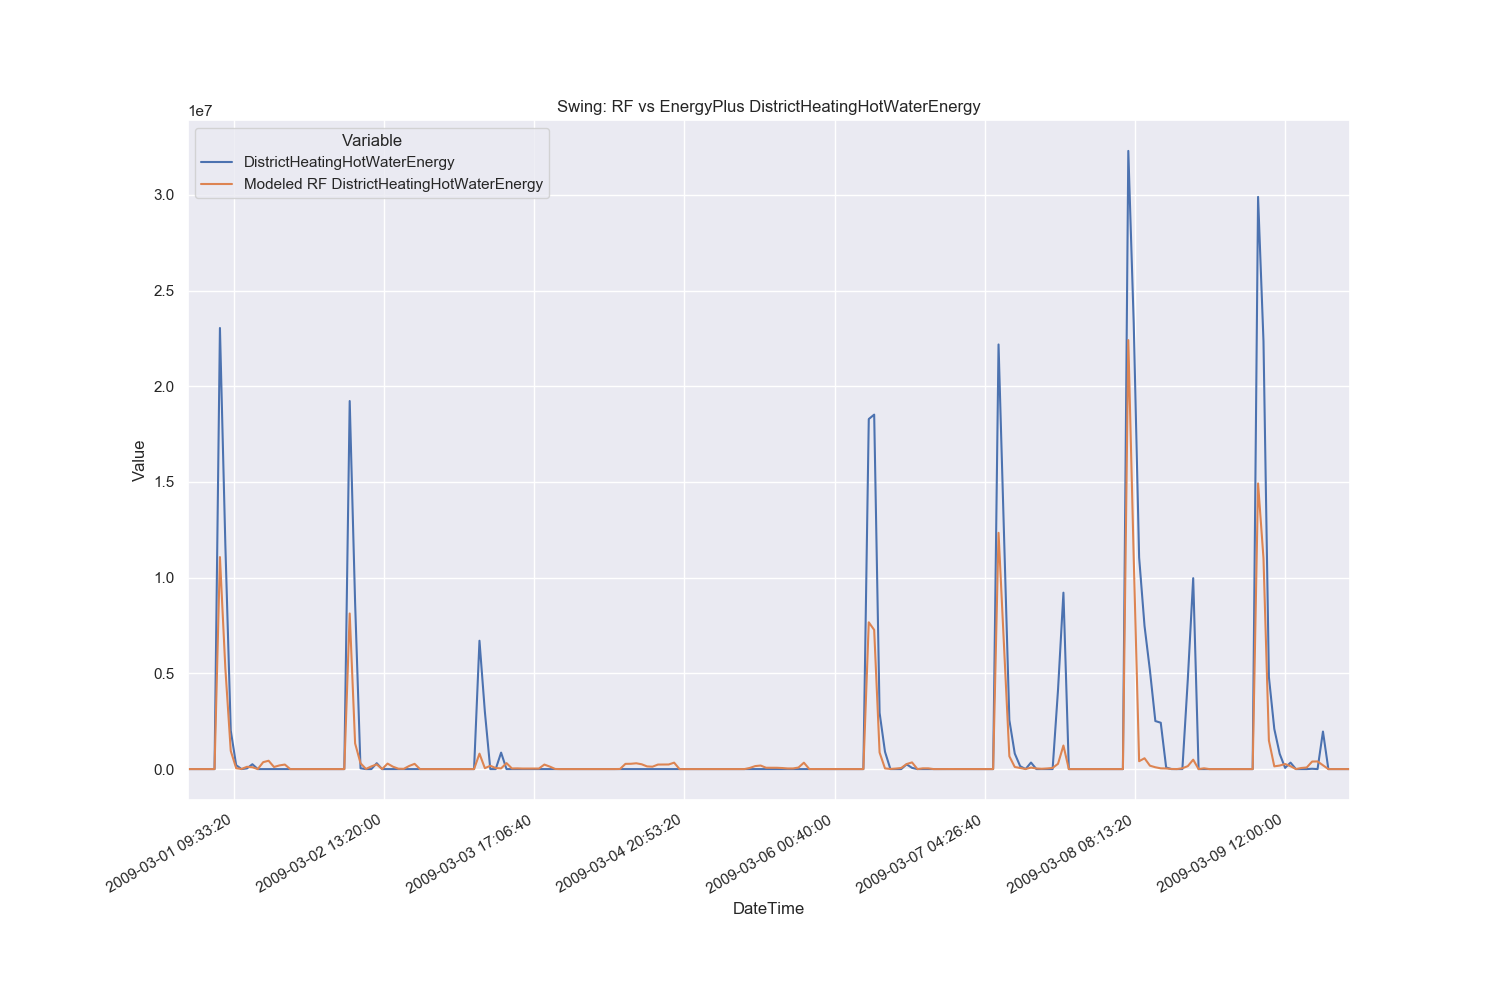 Swing: RF vs EnergyPlus DistrictHeatingHotWaterEnergy
1e7
Variable
DistrictHeatingHotWaterEnergy
Modeled RF DistrictHeatingHotWaterEnergy
3.0
2.5
2.0
1.5
1.0
0.5
0.0
Value
2009-03-01 09:33:20
2009-03-02 13:20:00
2009-03-03 17:06:40
2009-03-04 20:53:20
2009-03-06 00:40:00
2009-03-07 04:26:40
2009-03-08 08:13:20
2009-03-09 12:00:00
DateTime